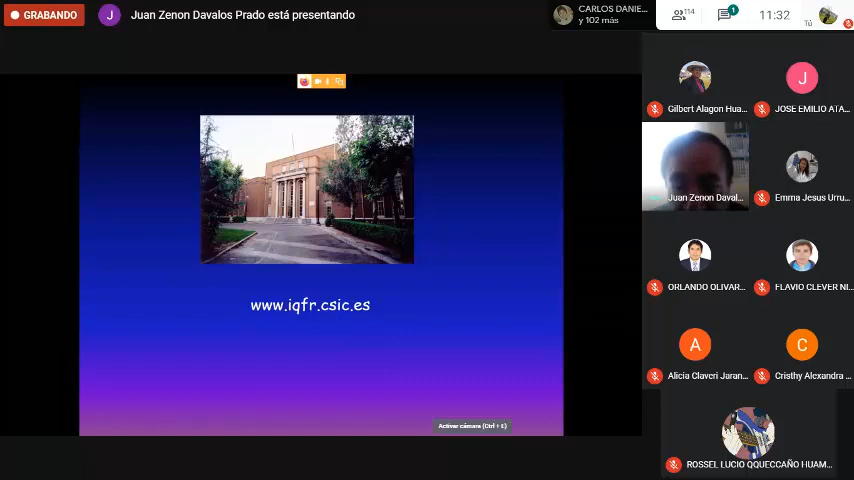 GRABANDO
J
Juan Zenon Davalos Prado está presentando
CARLOS DANIE...
y 102 más
114
1
11:32
Tú
www.iqfr.csic.es
Activar cámara (Ctrl + E)
Gilbert Alagon Hua...
J
JOSE EMILIO ATA...
Juan Zenon Daval...
Emma Jesus Urru...
ORLANDO OLIVAR...
FLAVIO CLEVER NI...
A
Alicia Claveri Jaran...
C
Cristhy Alexandra ...
ROSSEL LUCIO QQUECCAÑO HUAM...